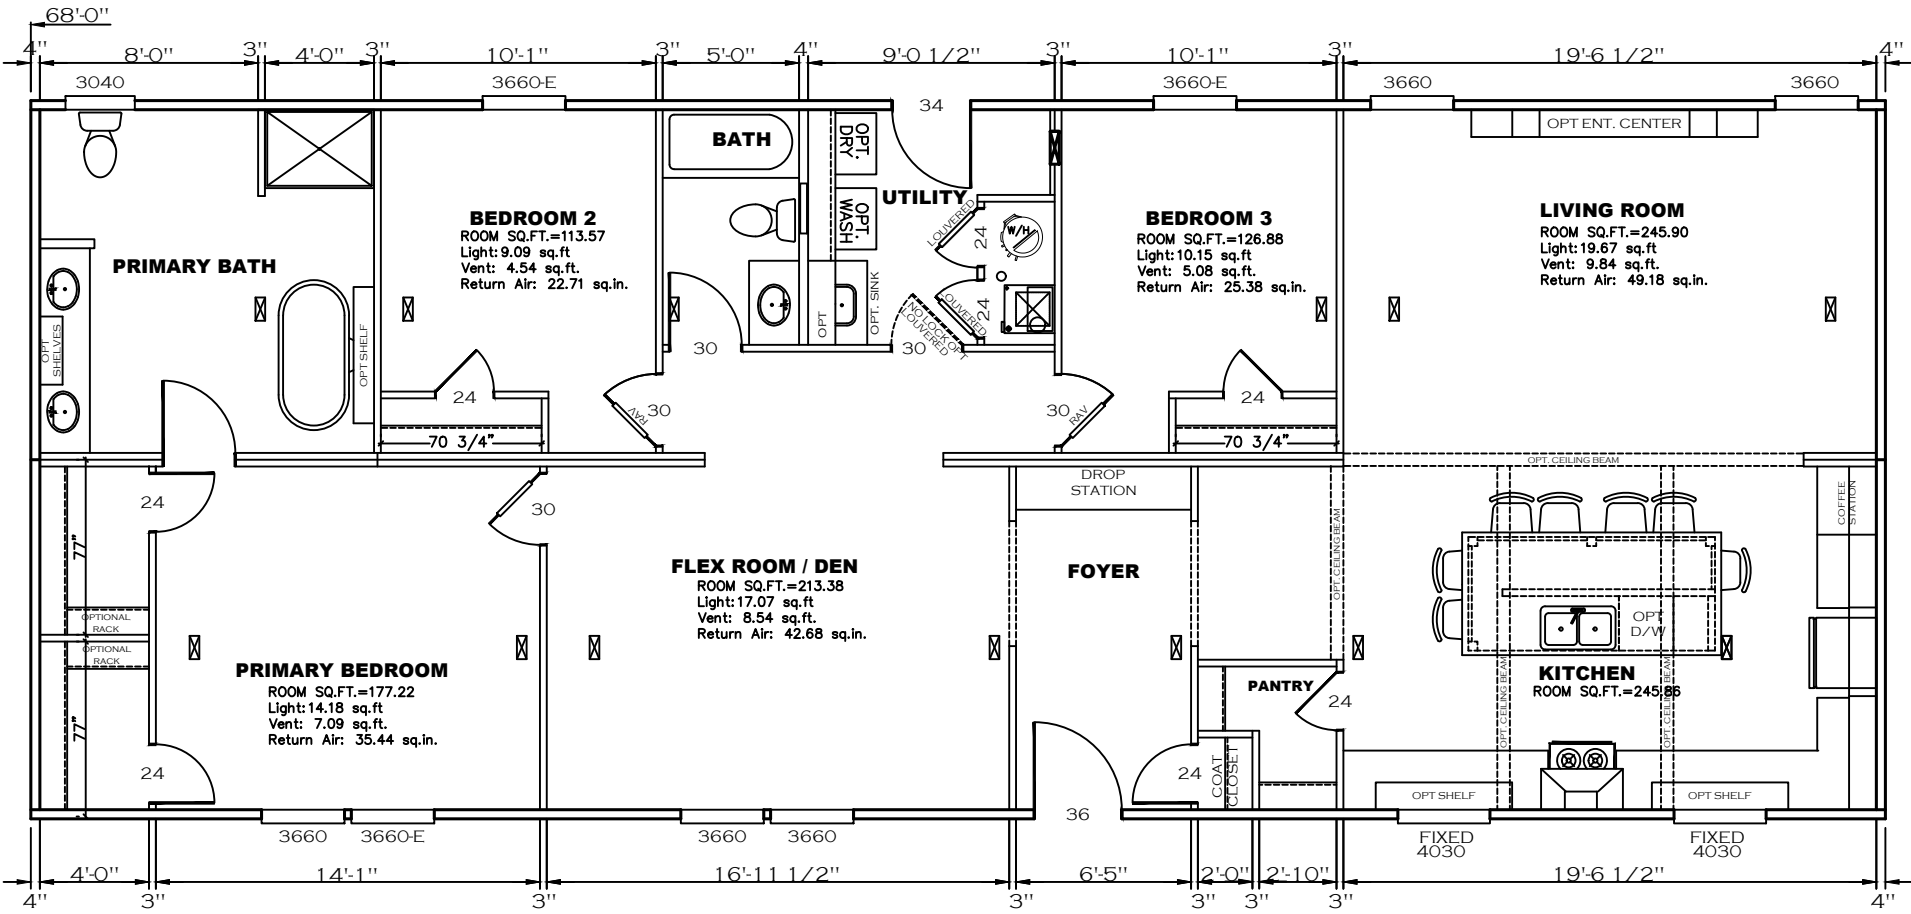 68'-0"
4" 8'-0" 3" 4'-0" 3" 10'-1" 3" 5'-0" 4" 9'-0 1/2" 3" 10'-1" 3" 19'-6 1/2" 4"
3040 3660-E 34 3660-E 3660 3660
BATH
OPT.
DRY
OPT.
WASH
UTILITY
OPT ENT. CENTER
BEDROOM 2
ROOM SQ.FT.=113.57
Light: 9.09 sq.ft
Vent: 4.54 sq.ft.
Return Air: 22.71 sq.in.
BEDROOM 3
ROOM SQ.FT.=126.88
Light: 10.15 sq.ft
Vent: 5.08 sq.ft.
Return Air: 25.38 sq.in.
LIVING ROOM
ROOM SQ.FT.=245.90
Light: 19.67 sq.ft
Vent: 9.84 sq.ft.
Return Air: 49.18 sq.in.
PRIMARY BATH
LOUVERED
24
W/H
LOUVERED
24
OPT
SHELVES
OPT SHELF
OPT
OPT. SINK
NO LOCK OPT
LOUVERED
30 30
24
RAV
30
30
RAV
24
70 3/4"
70 3/4"
OPT. CEILING BEAM
DROP
STATION
COFFEE
STATION
24
30
77"
OPT. CEILING BEAM
FLEX ROOM / DEN
ROOM SQ.FT.=213.38
Light: 17.07 sq.ft
Vent: 8.54 sq.ft.
Return Air: 42.68 sq.in.
FOYER
OPTIONAL
RACK
OPTIONAL
RACK
OPT
D/W
PRIMARY BEDROOM
ROOM SQ.FT.=177.22
Light: 14.18 sq.ft
Vent: 7.09 sq.ft.
Return Air: 35.44 sq.in.
77"
PANTRY
24
KITCHEN
ROOM SQ.FT.=245.86
OPT. CEILING BEAM
OPT. CEILING BEAM
24
24
COAT
CLOSET
OPT SHELF
OPT SHELF
3660 3660-E 3660 3660 36
FIXED
4030
FIXED
4030
4" 4'-0" 3" 14'-1" 3" 16'-11 1/2" 3" 6'-5" 3" 2'-0" 3" 2'-10" 3" 19'-6 1/2" 4"